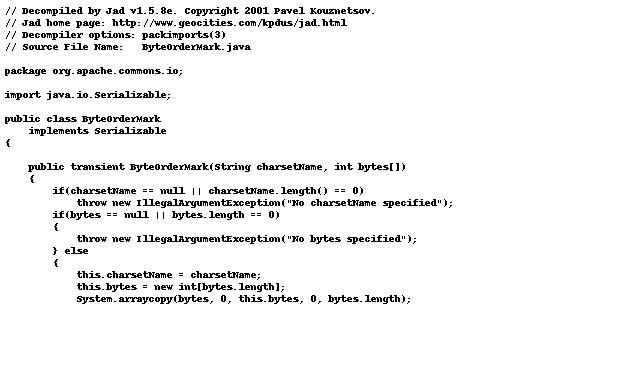 // Decompiled by Jad v1.5.8e. Copyright 2001 Pavel Kouznetsov.
// Jad home page: http://www.geocities.com/kpdus/jad.html
// Decompiler options: packimports(3)
// Source File Name:   ByteOrderMark.java

package org.apache.commons.io;

import java.io.Serializable;

public class ByteOrderMark
    implements Serializable
{

    public transient ByteOrderMark(String charsetName, int bytes[])
    {
        if(charsetName == null || charsetName.length() == 0)
            throw new IllegalArgumentException("No charsetName specified");
        if(bytes == null || bytes.length == 0)
        {
            throw new IllegalArgumentException("No bytes specified");
        } else
        {
            this.charsetName = charsetName;
            this.bytes = new int[bytes.length];
            System.arraycopy(bytes, 0, this.bytes, 0, bytes.length);